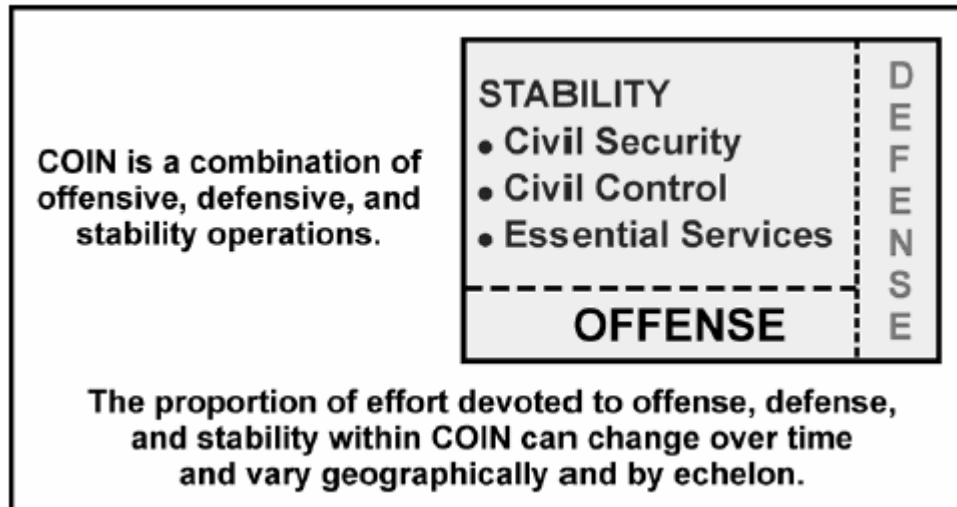 COIN is a combination of
offensive, defensive, and
stability operations.
STABILITY
• Civil Security
• Civil Control
• Essential Services
OFFENSE
DEFENSE
The proportion of effort devoted to offense, defense,
and stability within COIN can change over time
and vary geographically and by echelon.